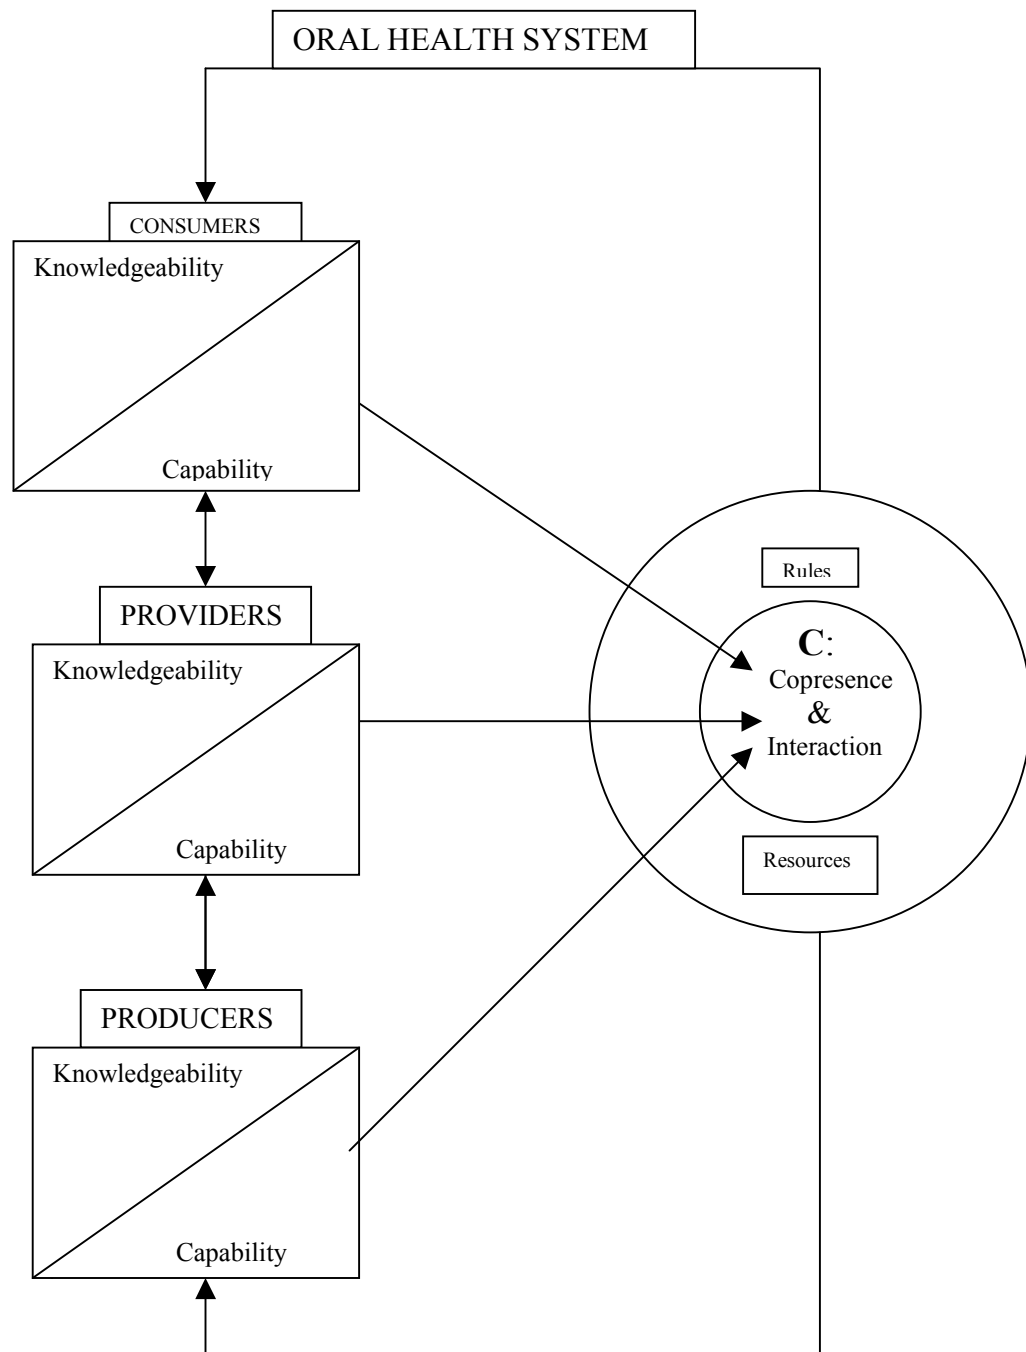 ORAL HEALTH SYSTEM
CONSUMERS
Knowledgeability
Capability
PROVIDERS
Knowledgeability
Capability
PRODUCERS
Knowledgeability
Capability
Rules
C:
Copresence
&
Interaction
Resources